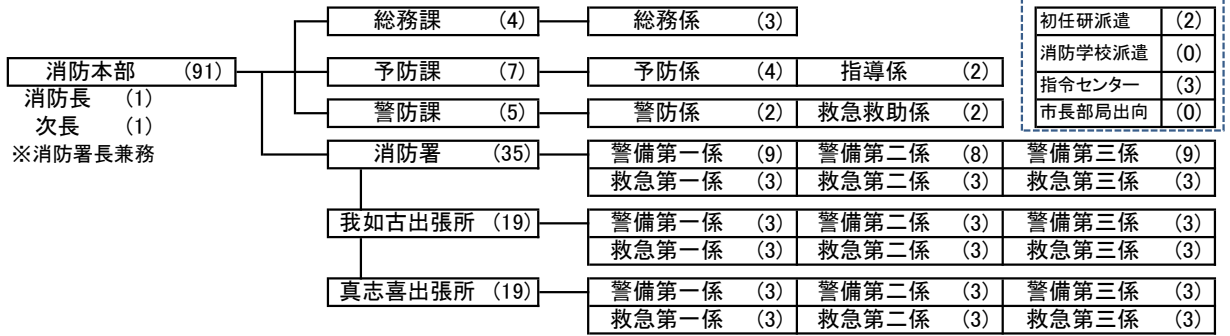 総務課 (4) 総務係 (3)
初任研派遣 (2)
消防学校派遣 (0)
指令センター (3)
市長部局出向 (0)
消防本部 (91)
消防長 (1)
次長 (1)
※消防署長兼務
予防課 (7) 予防係 (4) 指導係 (2)
警防課 (5) 警防係 (2) 救急救助係 (2)
消防署 (35) 警備第一係 (9) 警備第二係 (8) 警備第三係 (9)
救急第一係 (3) 救急第二係 (3) 救急第三係 (3)
我如古出張所 (19) 警備第一係 (3) 警備第二係 (3) 警備第三係 (3)
救急第一係 (3) 救急第二係 (3) 救急第三係 (3)
真志喜出張所 (19) 警備第一係 (3) 警備第二係 (3) 警備第三係 (3)
救急第一係 (3) 救急第二係 (3) 救急第三係 (3)